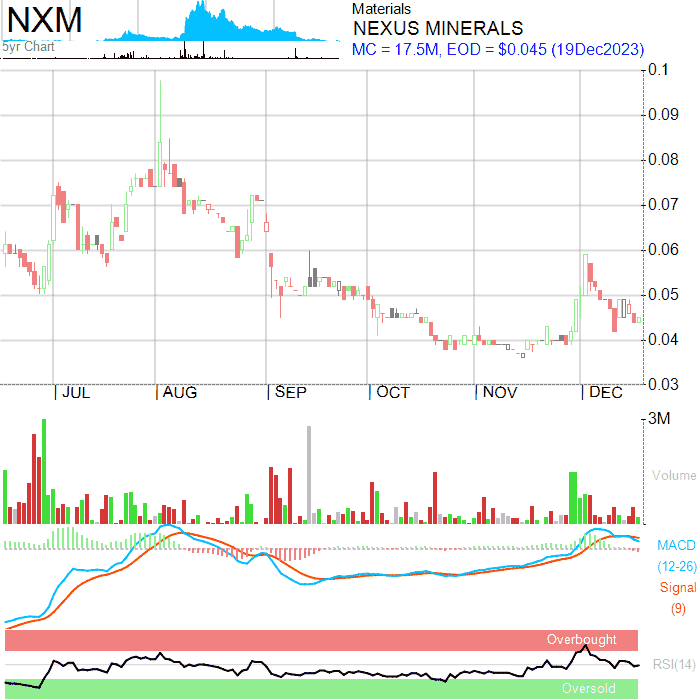 NXM
5yr Chart
Materials
NEXUS MINERALS
MC = 17.5M, EOD = $0.045 (19Dec2023)
0.1
0.09
0.08
0.07
0.06
0.05
0.04
0.03
JUL AUG SEP OCT NOV DEC
3M
Volume
MACD
(12-26)
Signal
(9)
Overbought
RSI(14)
Oversold